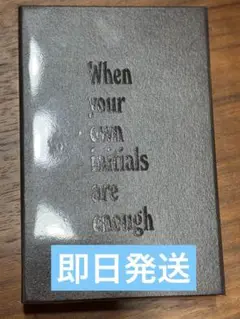 When
your
own
initials
are
enough
即日発送